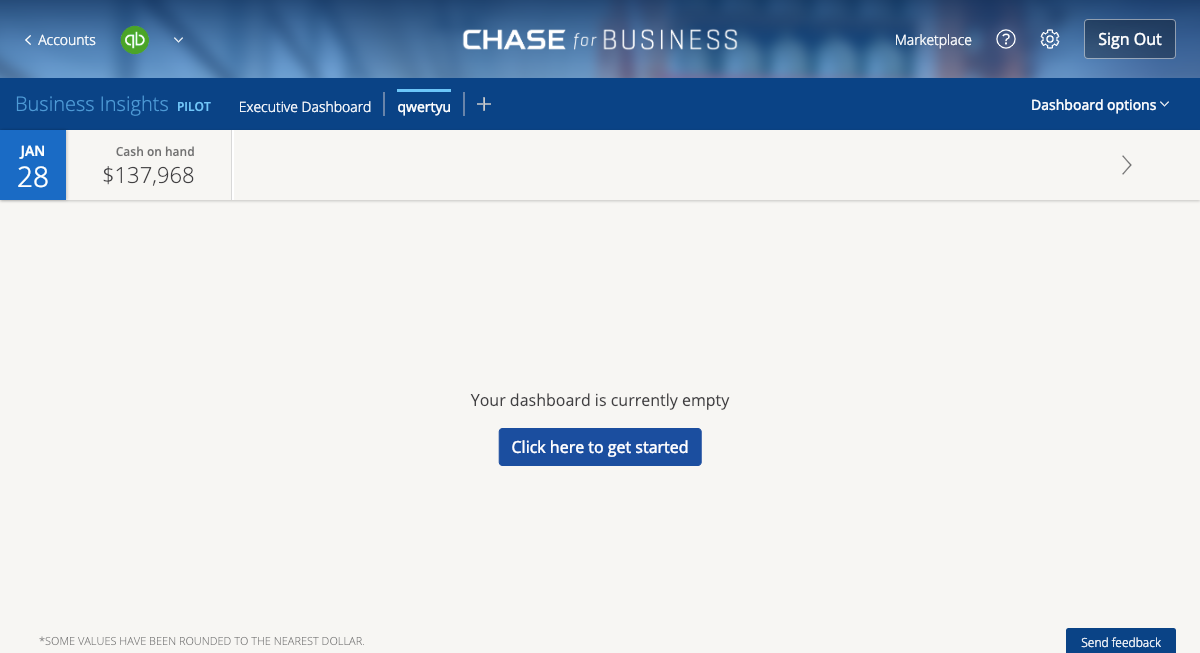 Accounts
qb
CHASE for BUSINESS
Marketplace
?
Sign Out
Business Insights PILOT
Executive Dashboard
qwertyu
+
Dashboard options
JAN
28
Cash on hand
$137,968
Your dashboard is currently empty
Click here to get started
*SOME VALUES HAVE BEEN ROUNDED TO THE NEAREST DOLLAR.
Send feedback